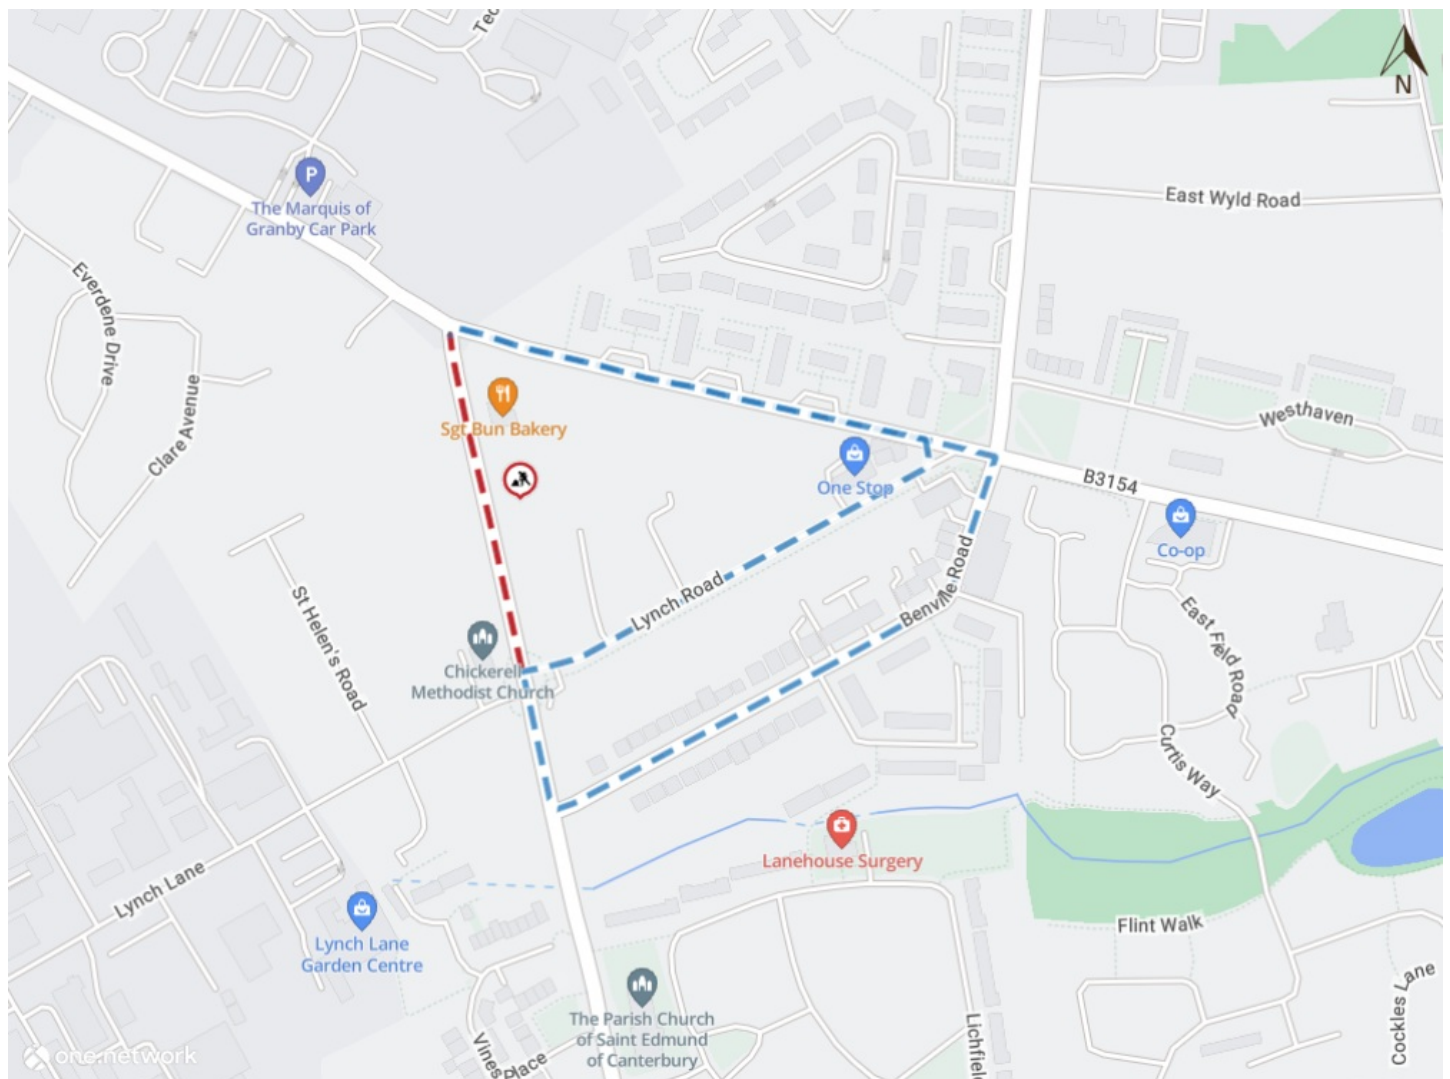 Tec
N
P
The Marquis of
Granby Car Park
East Wyld Road
Everdene Drive
Clare Avenue
Sgt Bun Bakery
Westhaven
One Stop
B3154
Co-op
St Helen's Road
Lynch Road
Benville Road
East Field Road
Chickerell
Methodist Church
Curtis Way
Lanehouse Surgery
Lynch Lane
Flint Walk
Lynch Lane
Garden Centre
Cockles Lane
The Parish Church
of Saint Edmund
of Canterbury
Vines
Place
Lichfield
one.network